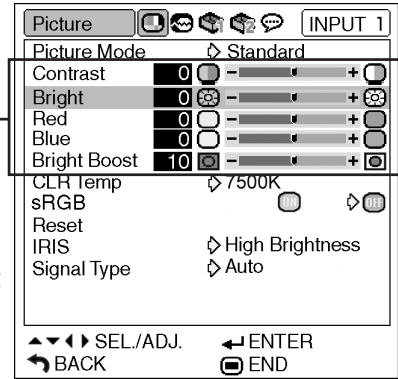 Picture INPUT 1
Picture Mode Standard
Contrast 0 - +
Bright 0 - +
Red 0 - +
Blue 0 - +
Bright Boost 10 - +
CLR Temp 7500K
sRGB ON OFF
Reset
IRIS High Brightness
Signal Type Auto
SEL./ADJ. ENTER
BACK END